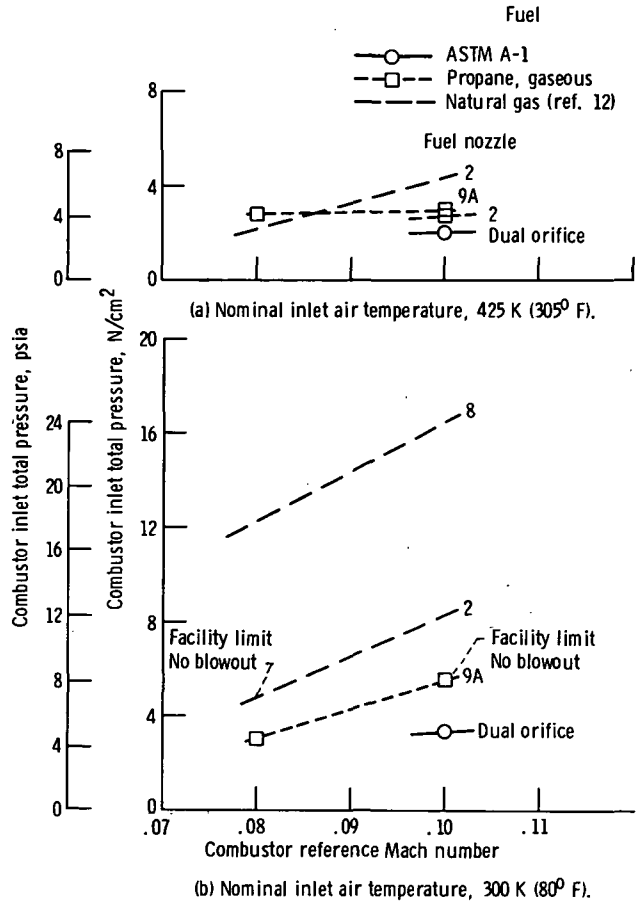 Fuel
ASTM A-1
Propane, gaseous
Natural gas (ref. 12)
Fuel nozzle
8
8
4
4
0
0
2
9A
2
Dual orifice
(a) Nominal inlet air temperature, 425 K (305⁰ F).
Combustor inlet total pressure, psia
Combustor inlet total pressure, N/cm²
24
20
16
12
8
4
0
20
16
12
8
4
0
8
2
Facility limit
No blowout
Facility limit
No blowout
9A
Dual orifice
.07
.08
.09
.10
.11
Combustor reference Mach number
(b) Nominal inlet air temperature, 300 K (80⁰ F).